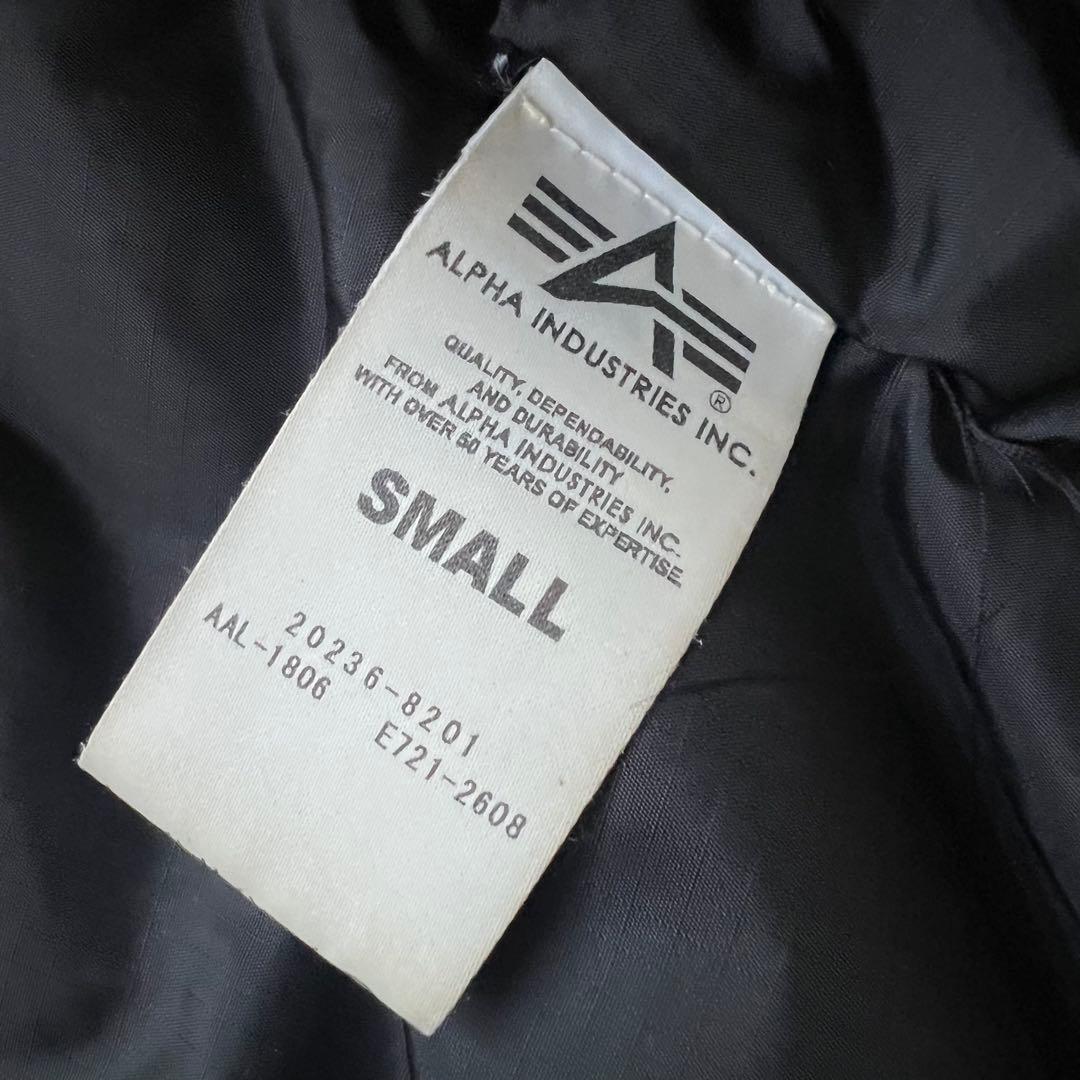 ALPHA INDUSTRIES INC.®
QUALITY, DEPENDABILITY,
AND DURABILITY
FROM ALPHA INDUSTRIES INC.
WITH OVER 50 YEARS OF EXPERTISE
SMALL
20236-8201
AAL-1806 E721-2608